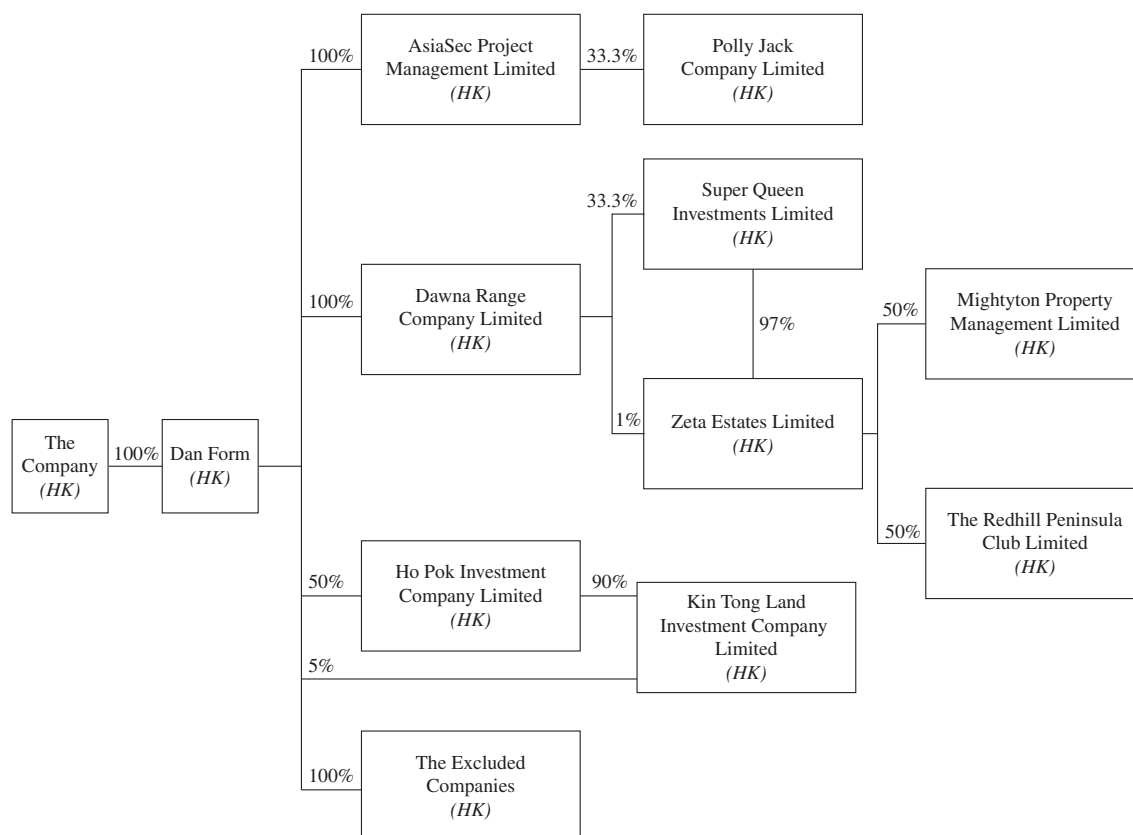 AsiaSec Project
Management Limited
(HK)
100%
33.3%
Polly Jack
Company Limited
(HK)
33.3%
Super Queen
Investments Limited
(HK)
100%
Dawna Range
Company Limited
(HK)
97%
50%
Mightyton Property
Management Limited
(HK)
1%
Zeta Estates Limited
(HK)
The
Company
(HK)
100%
Dan Form
(HK)
50%
The Redhill Peninsula
Club Limited
(HK)
50%
Ho Pok Investment
Company Limited
(HK)
90%
Kin Tong Land
Investment Company
Limited
(HK)
5%
100%
The Excluded
Companies
(HK)